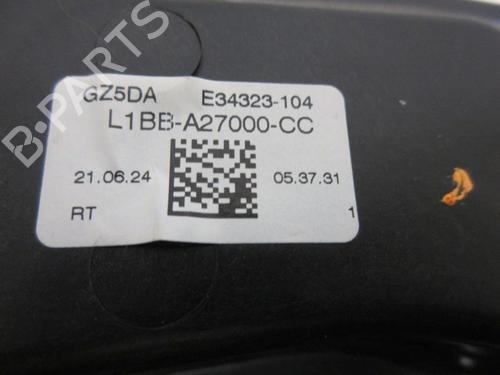 B-PARTS
GZ5DA E34323-104
L1BB-A27000-CC
21.06.24 05.37.31
RT 1